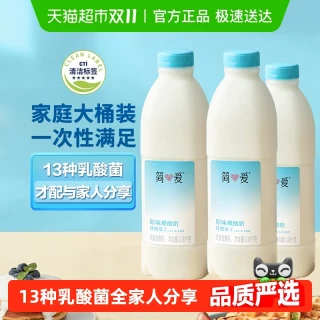 天猫超市双11 官方正品 极速送达
CLEAN LABEL
CTI
清洁标签
家庭大桶装
一次性满足
13种乳酸菌
才配与家人分享
简爱
简爱
13种乳酸菌全家人分享
品质严选